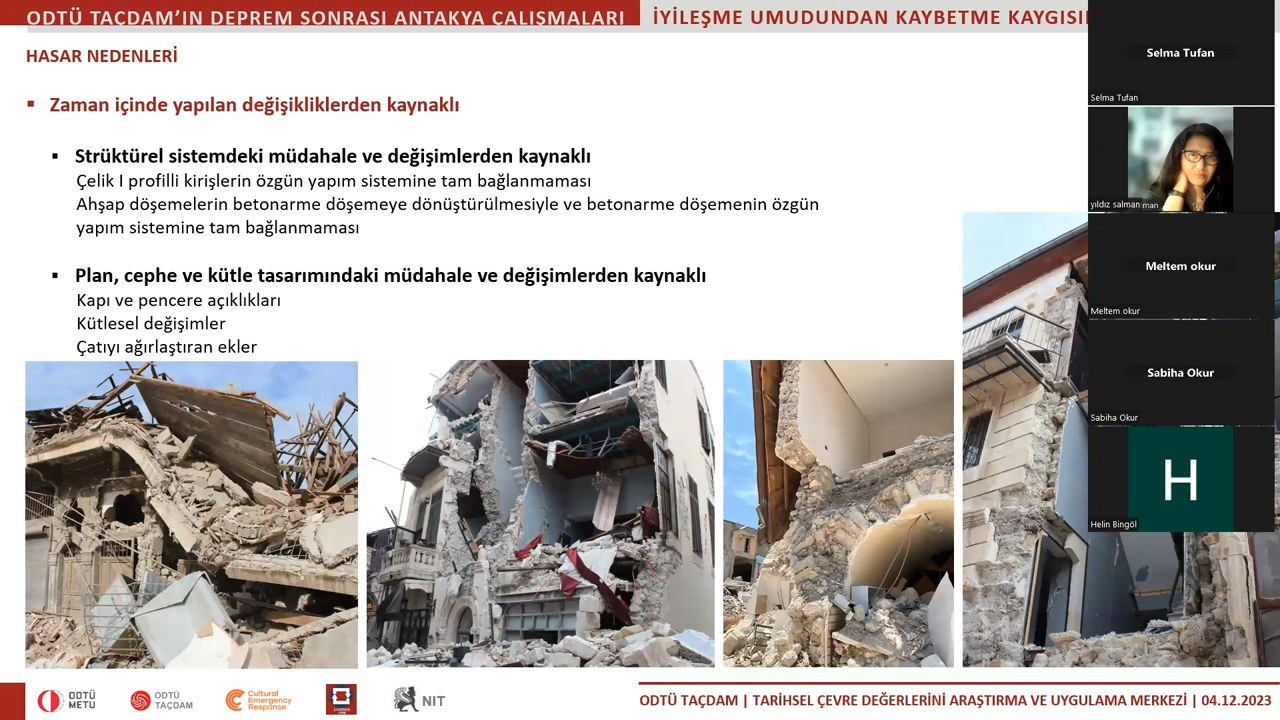 ODTÜ TAÇDAM'IN DEPREM SONRASI ANTAKYA ÇALIŞMALARI
İYİLEŞME UMUDUNDAN KAYBETME
HASAR NEDENLERİ
Zaman içinde yapılan değişikliklerden kaynaklı
Strüktürel sistemdeki müdahale ve değişimlerden kaynaklı
Çelik I profilli kirişlerin özgün yapım sistemine tam bağlanmaması
Ahşap döşemelerin betonarme döşemeye dönüştürülmesiyle ve betonarme döşemenin özgün
yapım sistemine tam bağlanmaması
Plan, cephe ve kütle tasarımındaki müdahale ve değişimlerden kaynaklı
Kapı ve pencere açıklıkları
Kütlesel değişimler
Çatıyı ağırlaştıran ekler
Selma Tufan
Selma Tufan
yıldız salman
Meltem okur
Meltem okur
Sabiha Okur
Sabiha Okur
H
Helin Bingöl
ODTÜ
METU
ODTÜ
TAÇDAM
Cultural
Emergency
Response
NIT
ODTÜ TAÇDAM | TARİHSEL ÇEVRE DEĞERLERİNİ ARAŞTIRMA VE UYGULAMA MERKEZİ | 04.12.2023